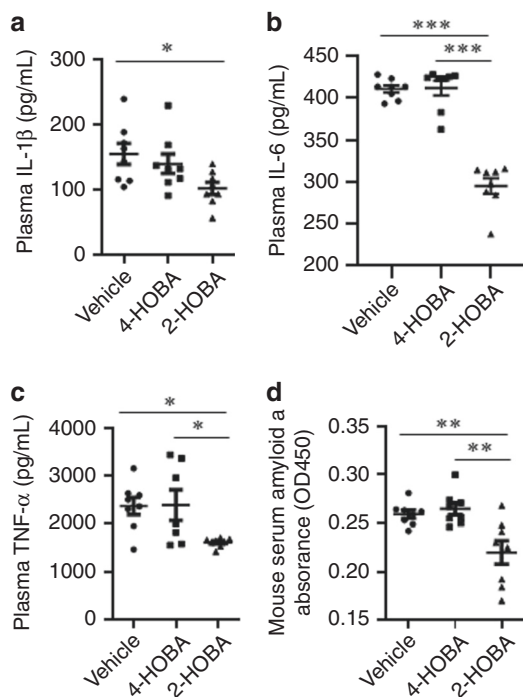 a
*
Plasma IL-1β (pg/mL)
300
200
100
0
Vehicle
4-HOBA
2-HOBA
b
***
***
Plasma IL-6 (pg/mL)
450
400
350
300
250
200
Vehicle
4-HOBA
2-HOBA
c
*
*
Plasma TNF-α (pg/mL)
4000
3000
2000
1000
0
Vehicle
4-HOBA
2-HOBA
d
**
**
Mouse serum amyloid a
absorance (OD450)
0.35
0.30
0.25
0.20
0.15
Vehicle
4-HOBA
2-HOBA